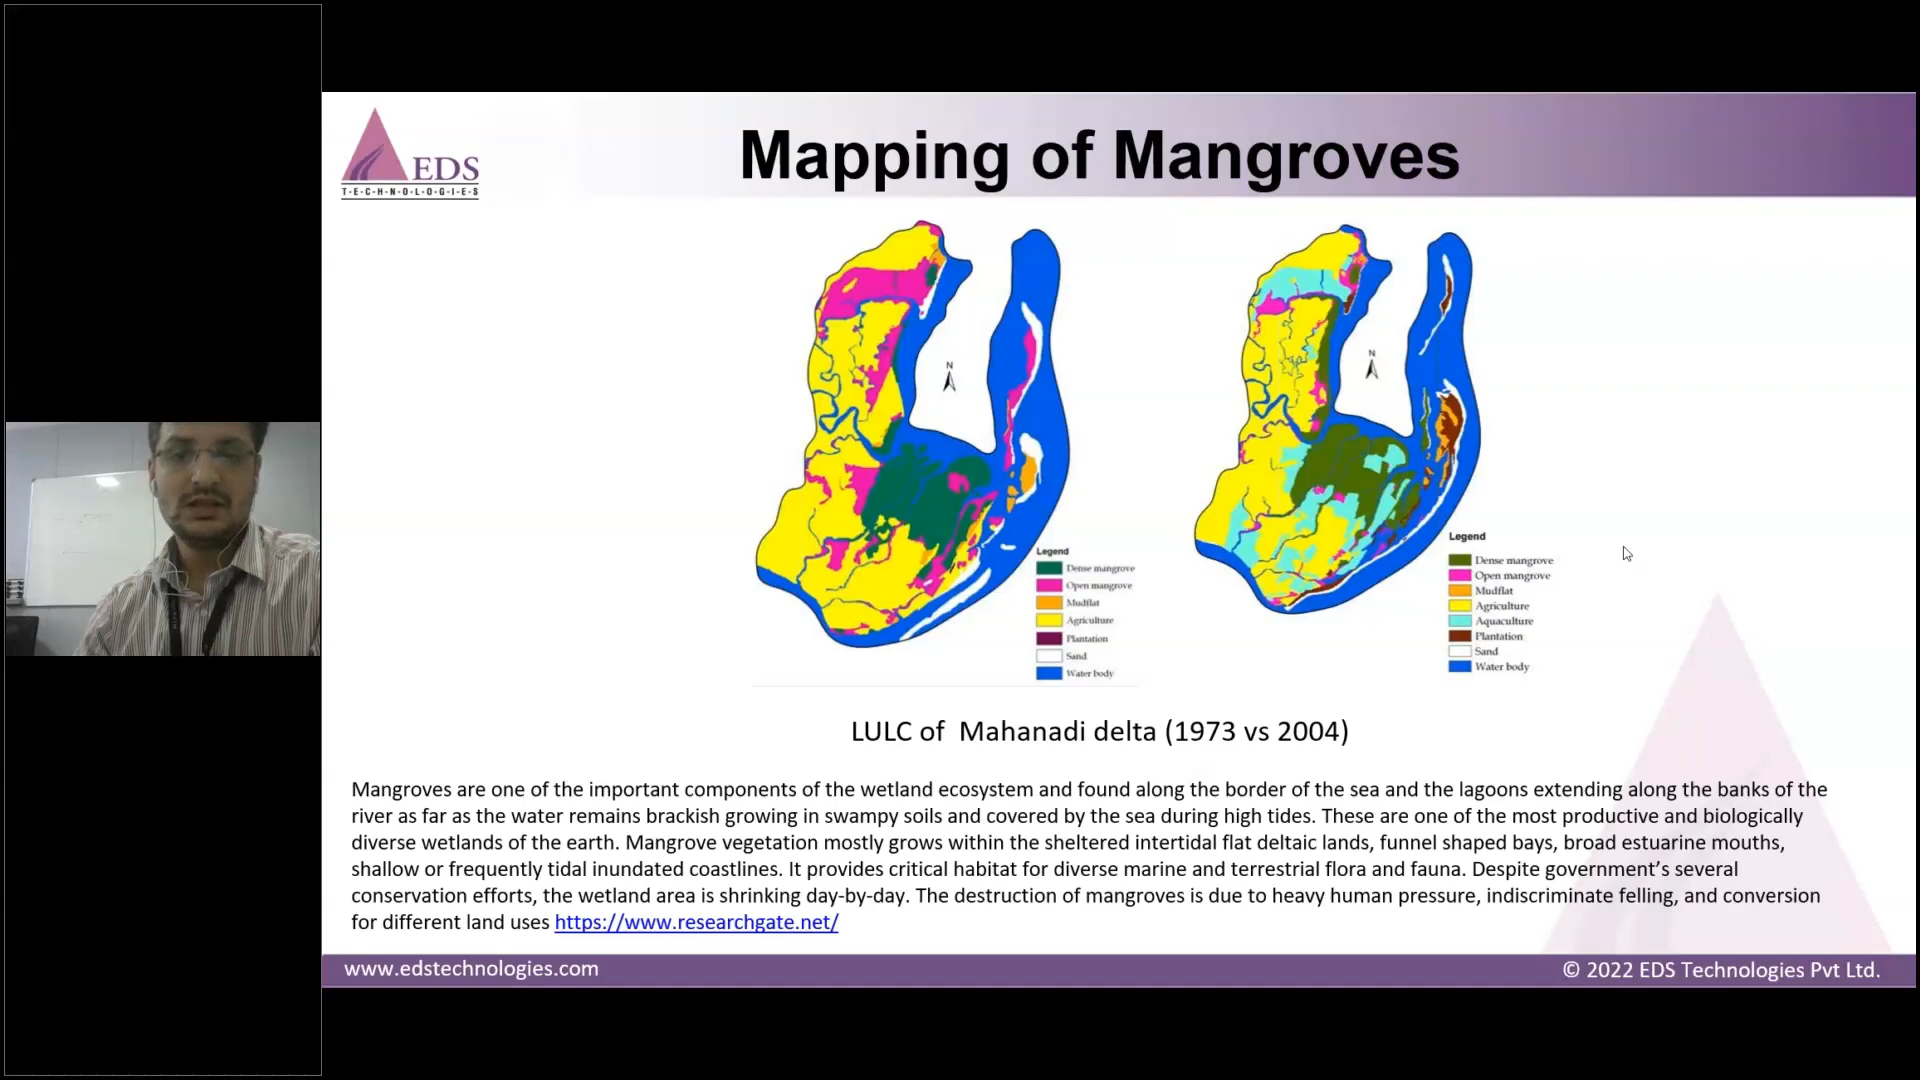 EDS
T-E-C-H-N-O-L-O-G-I-E-S
Mapping of Mangroves
N
Legend
Dense mangrove
Open mangrove
Mudflat
Agriculture
Plantation
Sand
Water body
N
Legend
Dense mangrove
Open mangrove
Mudflat
Agriculture
Aquaculture
Plantation
Sand
Water body
LULC of  Mahanadi delta (1973 vs 2004)
Mangroves are one of the important components of the wetland ecosystem and found along the border of the sea and the lagoons extending along the banks of the
river as far as the water remains brackish growing in swampy soils and covered by the sea during high tides. These are one of the most productive and biologically
diverse wetlands of the earth. Mangrove vegetation mostly grows within the sheltered intertidal flat deltaic lands, funnel shaped bays, broad estuarine mouths,
shallow or frequently tidal inundated coastlines. It provides critical habitat for diverse marine and terrestrial flora and fauna. Despite government’s several
conservation efforts, the wetland area is shrinking day-by-day. The destruction of mangroves is due to heavy human pressure, indiscriminate felling, and conversion
for different land uses https://www.researchgate.net/
www.edstechnologies.com
© 2022 EDS Technologies Pvt Ltd.